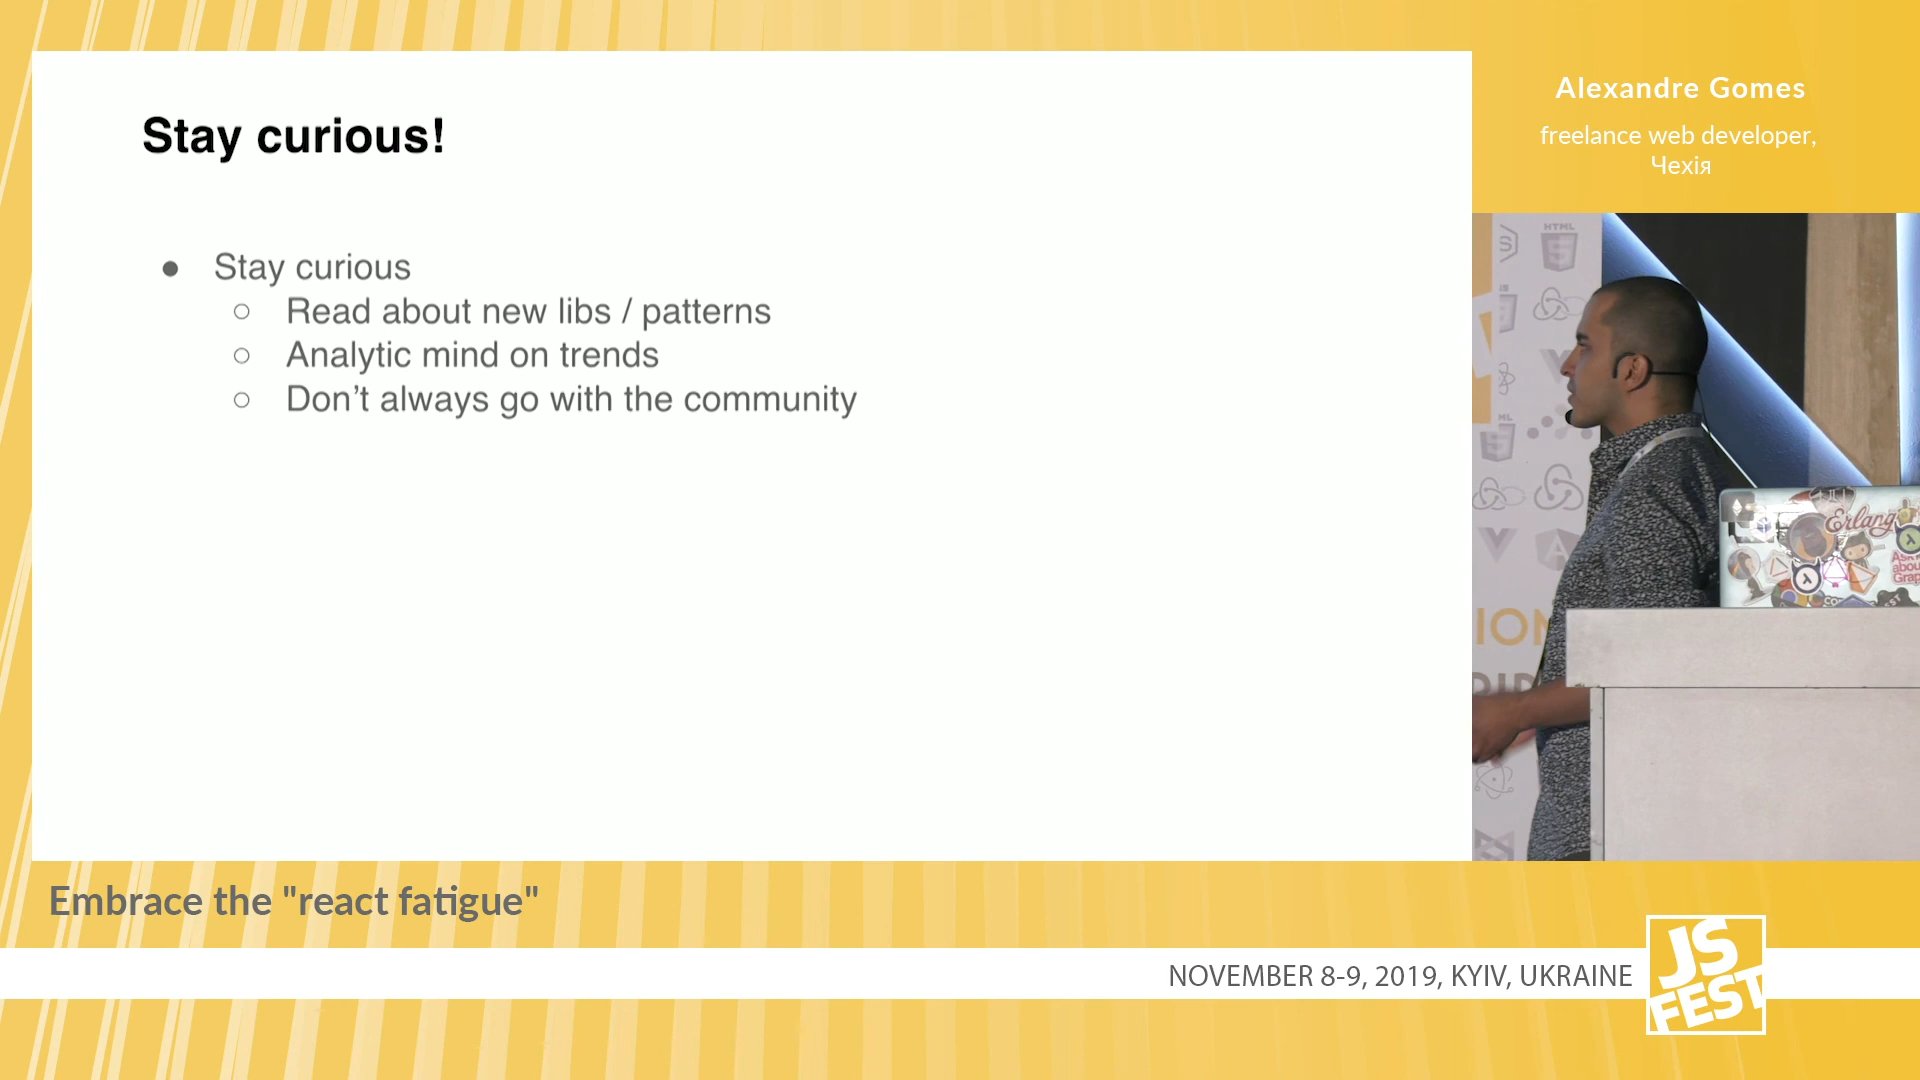 Stay curious!
● Stay curious
○ Read about new libs / patterns
○ Analytic mind on trends
○ Don’t always go with the community
Alexandre Gomes
freelance web developer,
Чехія
HTML
Erlang
Embrace the "react fatigue"
NOVEMBER 8-9, 2019, KYIV, UKRAINE
JS
FEST